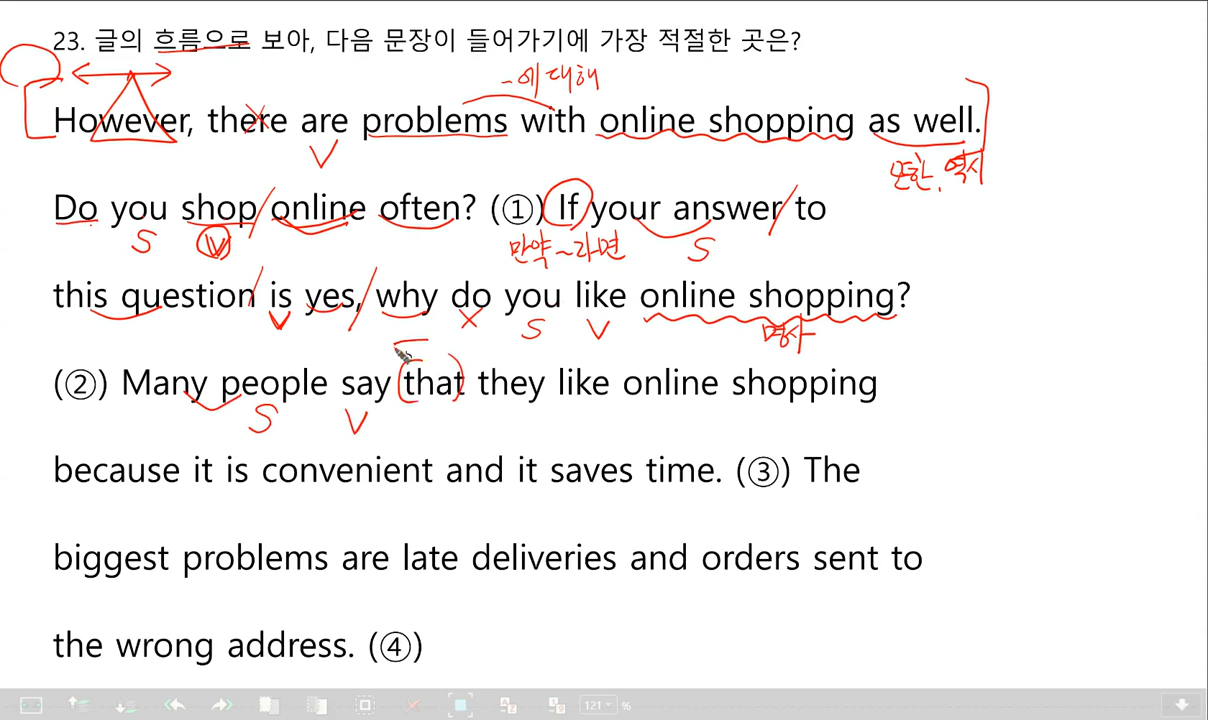 23. 글의 흐름으로 보아, 다음 문장이 들어가기에 가장 적절한 곳은?
~에 대해
However, there are problems with online shopping as well.
V
또한, 역시
Do you shop online often? (①) If your answer to
S V 만약 ~라면 S
this question is yes, why do you like online shopping?
V S V 명사
(②) Many people say that they like online shopping
S V
because it is convenient and it saves time. (③) The
biggest problems are late deliveries and orders sent to
the wrong address. (④)
121 %